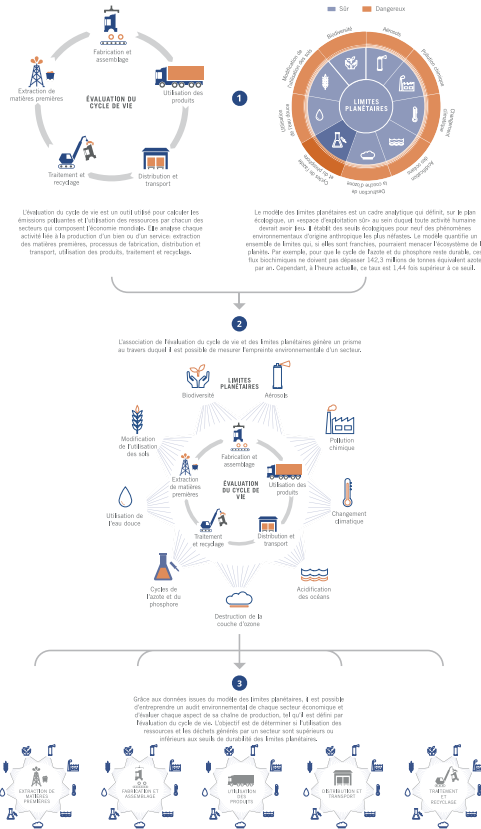 Sûr
Dangereux
Fabrication et
assemblage
Extraction de
matières premières
ÉVALUATION DU
CYCLE DE VIE
Utilisation des
produits
Traitement et
recyclage
Distribution et
transport
1
Biodiversité
Aérosols
Pollution chimique
Changement
climatique
Acidification
des océans
Destruction de
la couche d'ozone
Cycles de l'azote
et du phosphore
Utilisation
de l'eau douce
Modification de
l'utilisation des sols
LIMITES
PLANÉTAIRES
L'évaluation du cycle de vie est un outil utilisé pour calculer les
émissions polluantes et l'utilisation des ressources par chacun des
secteurs qui composent l'économie mondiale. Elle analyse chaque
activité liée à la production d'un bien ou d'un service: extraction
des matières premières, processus de fabrication, distribution et
transport, utilisation des produits, traitement et recyclage.
Le modèle des limites planétaires est un cadre analytique qui définit, sur le plan
écologique, un «espace d'exploitation sûr» au sein duquel toute activité humaine
devrait avoir lieu. Il établit des seuils écologiques pour neuf des phénomènes
environnementaux d'origine anthropique les plus néfastes. Le modèle quantifie un
ensemble de limites qui, si elles sont franchies, pourraient menacer l'écosystème de
planète. Par exemple, pour que le cycle de l'azote et du phosphore reste durable,
flux biochimiques ne doivent pas dépasser 142,3 millions de tonnes équivalent azote
par an. Cependant, à l'heure actuelle, ce taux est 1,44 fois supérieur à ce seuil.
2
L'association de l'évaluation du cycle de vie et des limites planétaires génère un prisme
au travers duquel il est possible de mesurer l'empreinte environnementale d'un secteur.
LIMITES
PLANÉTAIRES
Biodiversité
Aérosols
Modification
de l'utilisation
des sols
Pollution
chimique
Fabrication et
assemblage
Extraction
de matières
premières
ÉVALUATION
DU CYCLE DE
VIE
Utilisation des
produits
Utilisation de
l'eau douce
Changement
climatique
Traitement
et recyclage
Distribution et
transport
Cycles de
l'azote et du
phosphore
Acidification
des océans
Destruction de la
couche d'ozone
3
Grâce aux données issues du modèle des limites planétaires, il est possible
d'entreprendre un audit environnemental de chaque secteur économique et
d'évaluer chaque aspect de sa chaîne de production, tel qu'il est défini par
l'évaluation du cycle de vie. L'objectif est de déterminer si l'utilisation des
ressources et les déchets générés par un secteur sont supérieurs ou
inférieurs aux seuils de durabilité des limites planétaires.
EXTRACTION DE
MATIÈRES
PREMIÈRES
FABRICATION ET
ASSEMBLAGE
UTILISATION
DES
PRODUITS
DISTRIBUTION ET
TRANSPORT
TRAITEMENT
ET
RECYCLAGE